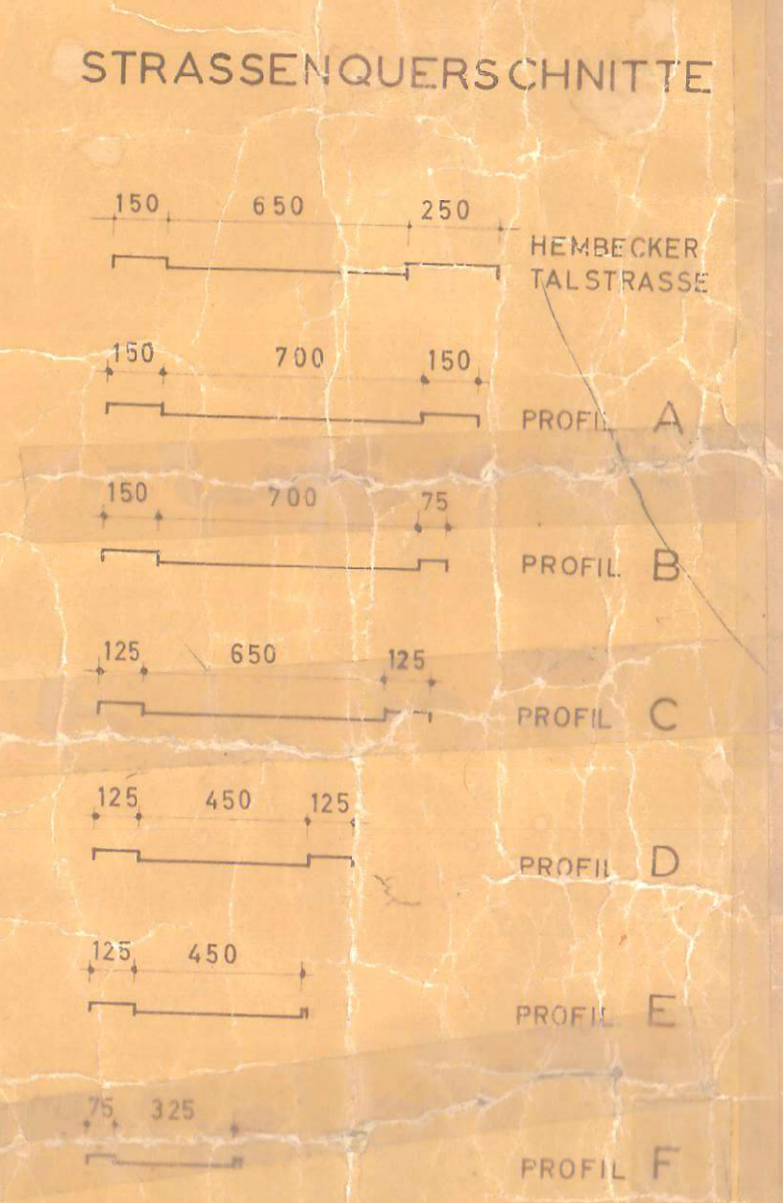 STRASSENQUERSCHNITTE
150 650 250
HEMBECKER
TALSTRASSE
150 700 150
PROFIL A
150 700 75
PROFIL B
125 650 125
PROFIL C
125 450 125
PROFIL D
125 450
PROFIL E
75 325
PROFIL F